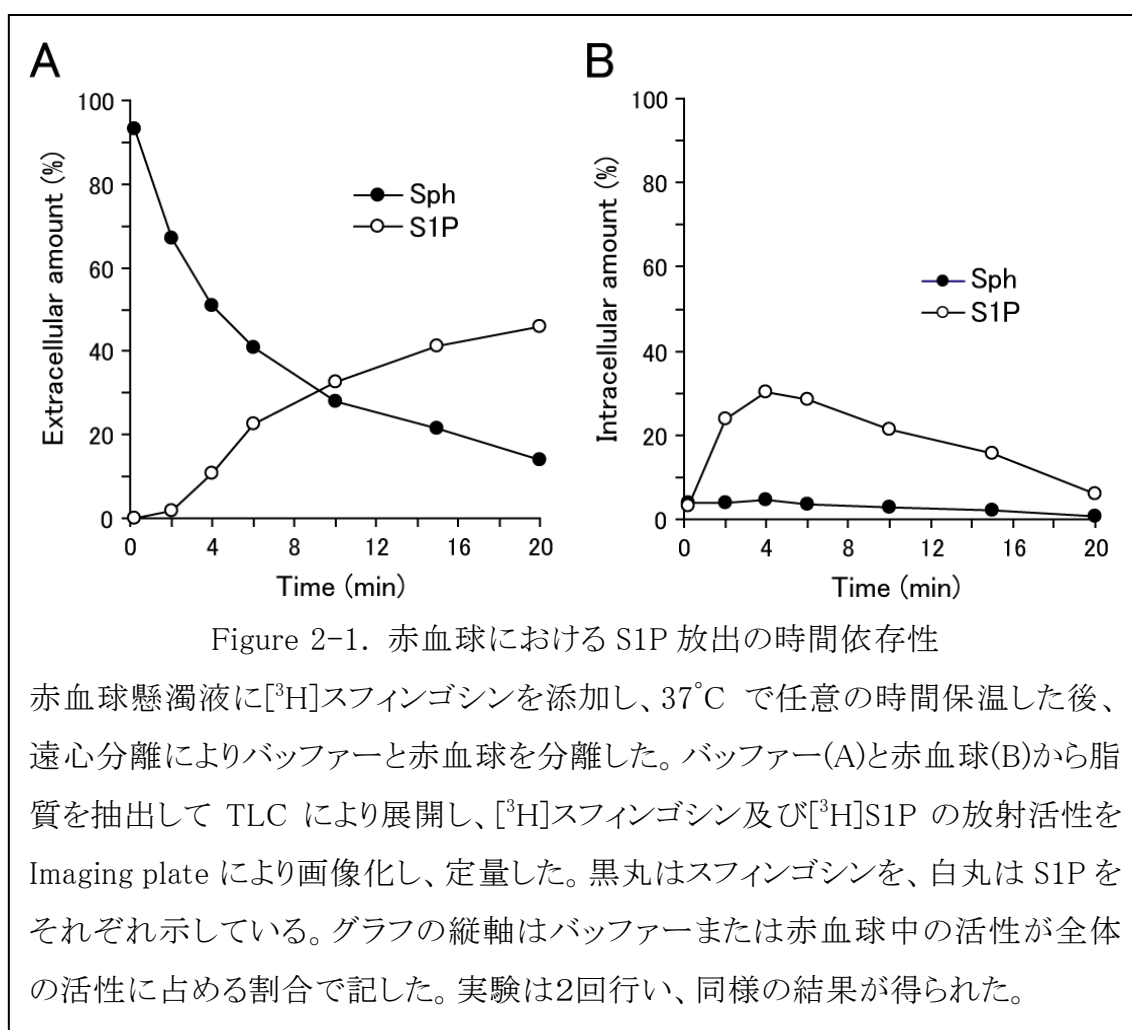 A
B
Extracellular amount (%)
100
80
60
40
20
0
Sph
S1P
0 4 8 12 16 20
Time (min)
Intracellular amount (%)
100
80
60
40
20
0
Sph
S1P
0 4 8 12 16 20
Time (min)
Figure 2-1. 赤血球における S1P 放出の時間依存性
赤血球懸濁液に[³H]スフィンゴシンを添加し、37°C で任意の時間保温した後、
遠心分離によりバッファーと赤血球を分離した。バッファー(A)と赤血球(B)から脂
質を抽出して TLC により展開し、[³H]スフィンゴシン及び[³H]S1P の放射活性を
Imaging plate により画像化し、定量した。黒丸はスフィンゴシンを、白丸は S1P を
それぞれ示している。グラフの縦軸はバッファーまたは赤血球中の活性が全体
の活性に占める割合で記した。実験は2回行い、同様の結果が得られた。